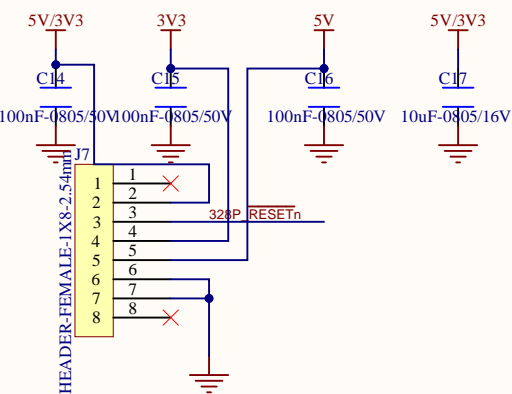 5V/3V3
3V3
5V
5V/3V3
C14
C15
C16
C17
100nF-0805/50V
100nF-0805/50V
100nF-0805/50V
10uF-0805/16V
J7
HEADER-FEMALE-1X8-2.54mm
1 1
2 2
3 3
328P_RESETn
4 4
5 5
6 6
7 7
8 8